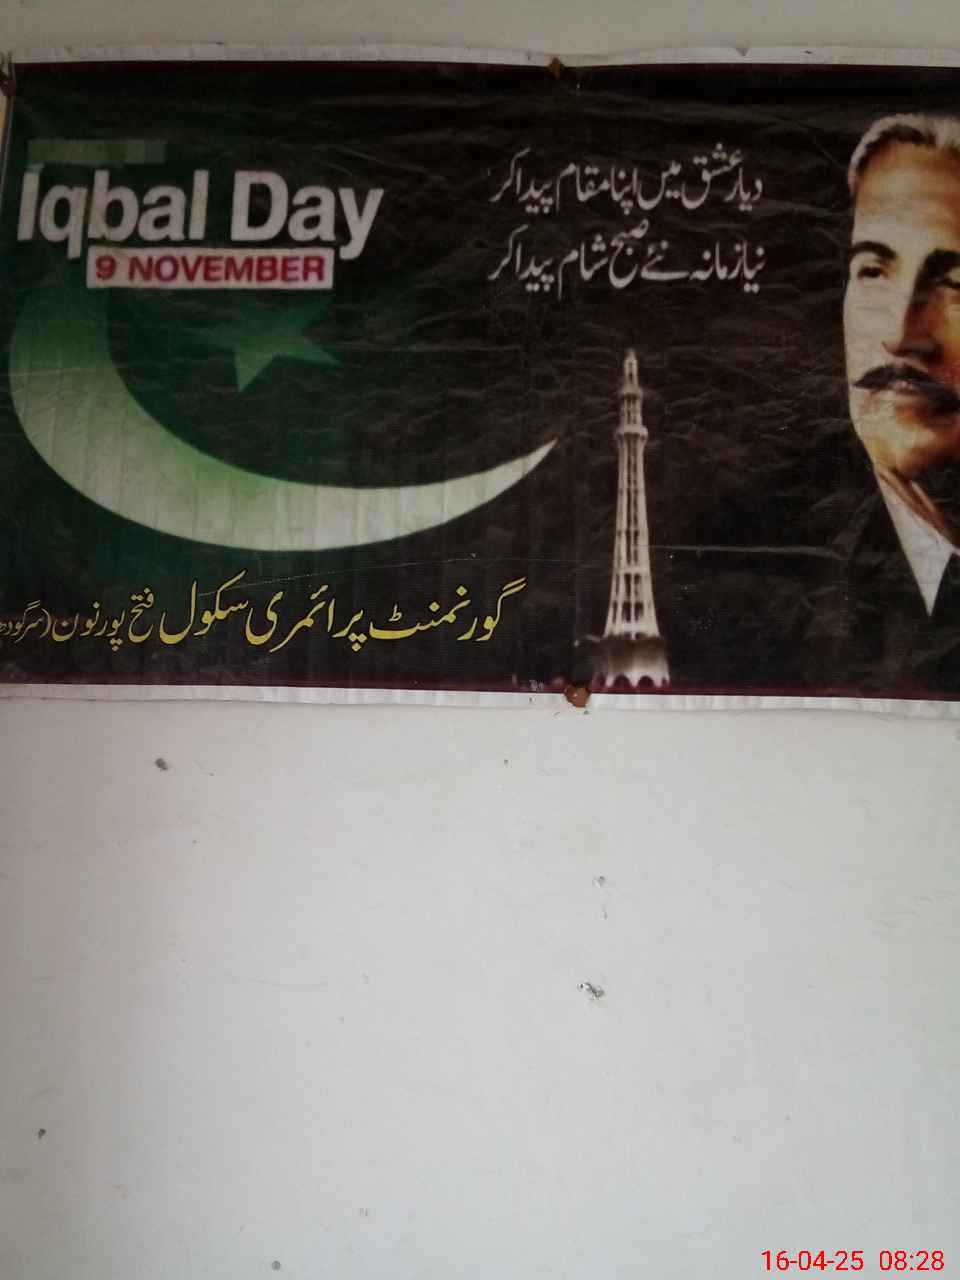 Iqbal Day
9 NOVEMBER
دیار عشق میں اپنا مقام پیدا کر
نیا زمانہ نئے صبح شام پیدا کر
گورنمنٹ پرائمری سکول فتح پور نون (سرگودھ
16-04-25 08:28